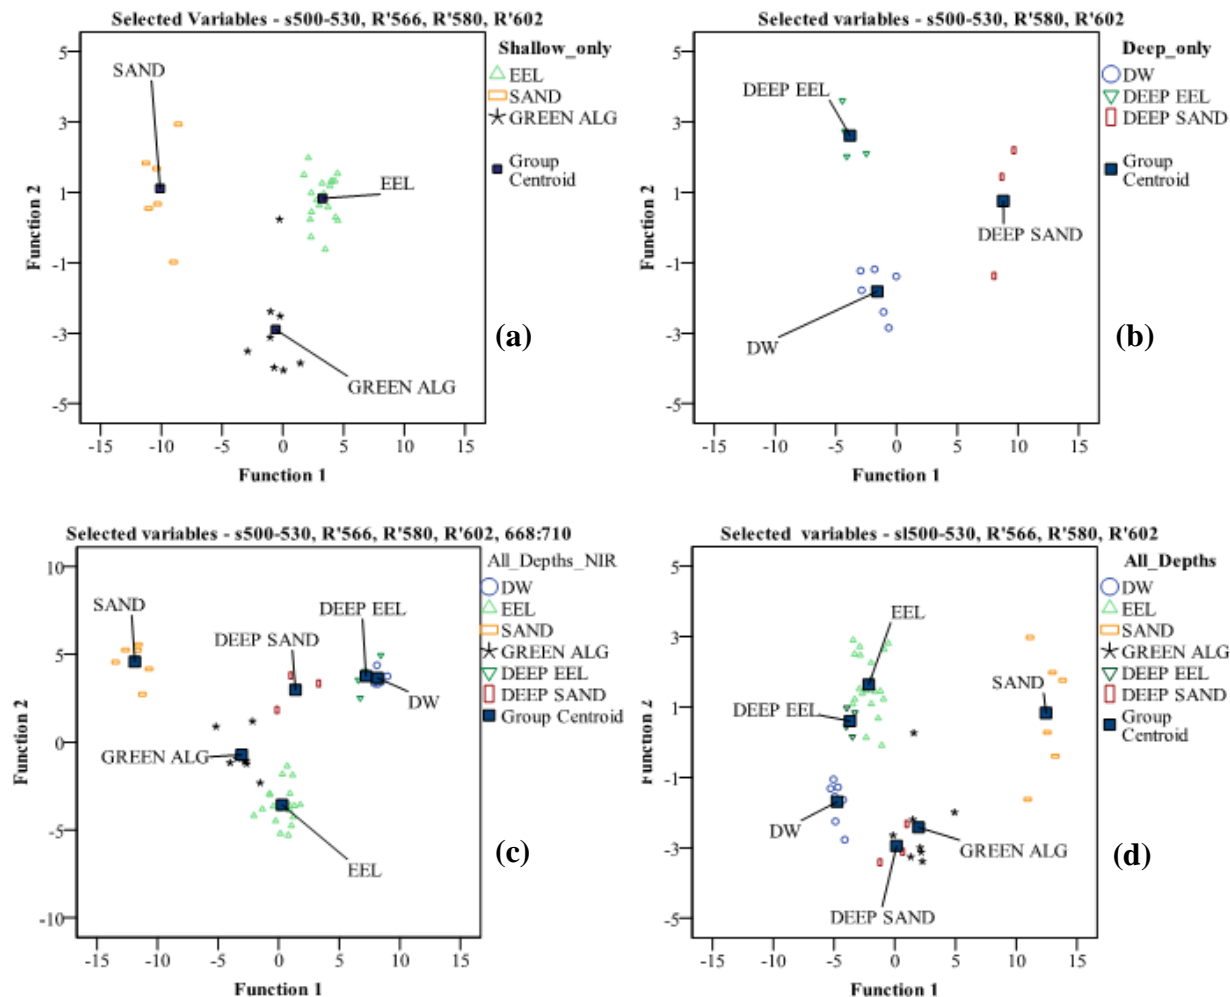 Selected Variables - s500-530, R'566, R'580, R'602
5
3
1
-1
-3
-5
Function 2
-15 -10 -5 0 5 10 15
Function 1
SAND
EEL
GREEN ALG
Shallow_only
EEL
SAND
GREEN ALG
Group
Centroid
(a)
Selected variables - s500-530, R'580, R'602
5
3
1
-1
-3
-5
Function 2
-15 -10 -5 0 5 10 15
Function 1
DEEP EEL
DEEP SAND
DW
Deep_only
DW
DEEP EEL
DEEP SAND
Group
Centroid
(b)
Selected variables - s500-530, R'566, R'580, R'602, 668:710
10
5
0
-5
-10
Function 2
-15 -10 -5 0 5 10 15
Function 1
SAND
DEEP EEL
DEEP SAND
DW
GREEN ALG
EEL
All_Depths_NIR
DW
EEL
SAND
GREEN ALG
DEEP EEL
DEEP SAND
Group Centroid
(c)
Selected variables - sl500-530, R'566, R'580, R'602
5
3
1
-1
-3
-5
Function 2
-15 -10 -5 0 5 10 15
Function 1
EEL
SAND
DEEP EEL
DW
GREEN ALG
DEEP SAND
All_Depths
DW
EEL
SAND
GREEN ALG
DEEP EEL
DEEP SAND
Group
Centroid
(d)